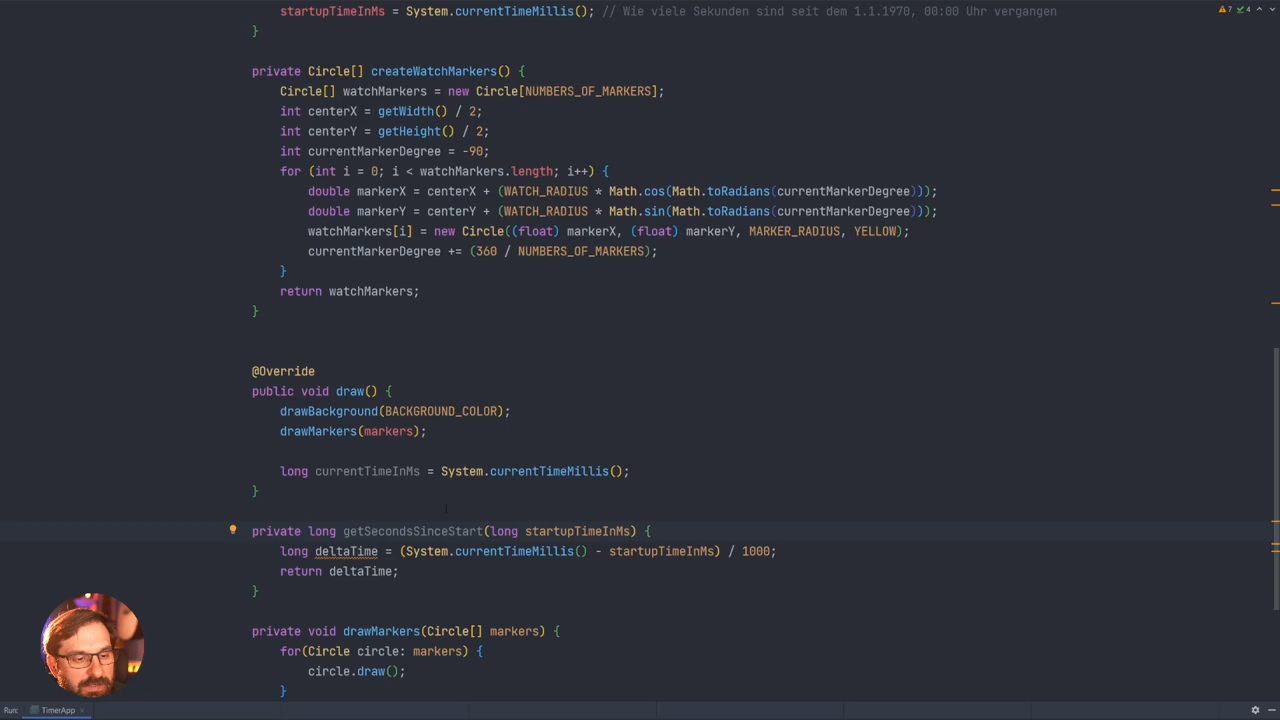 startupTimeInMs = System.currentTimeMillis(); // Wie viele Sekunden sind seit dem 1.1.1970, 00:00 Uhr vergangen
7 4
}
private Circle[] createWatchMarkers() {
Circle[] watchMarkers = new Circle[NUMBERS_OF_MARKERS];
int centerX = getWidth() / 2;
int centerY = getHeight() / 2;
int currentMarkerDegree = -90;
for (int i = 0; i < watchMarkers.length; i++) {
double markerX = centerX + (WATCH_RADIUS * Math.cos(Math.toRadians(currentMarkerDegree)));
double markerY = centerY + (WATCH_RADIUS * Math.sin(Math.toRadians(currentMarkerDegree)));
watchMarkers[i] = new Circle((float) markerX, (float) markerY, MARKER_RADIUS, YELLOW);
currentMarkerDegree += (360 / NUMBERS_OF_MARKERS);
}
return watchMarkers;
}
@Override
public void draw() {
drawBackground(BACKGROUND_COLOR);
drawMarkers(markers);
long currentTimeInMs = System.currentTimeMillis();
}
private long getSecondsSinceStart(long startupTimeInMs) {
long deltaTime = (System.currentTimeMillis() - startupTimeInMs) / 1000;
return deltaTime;
}
private void drawMarkers(Circle[] markers) {
for(Circle circle: markers) {
circle.draw();
}
Run: TimerApp